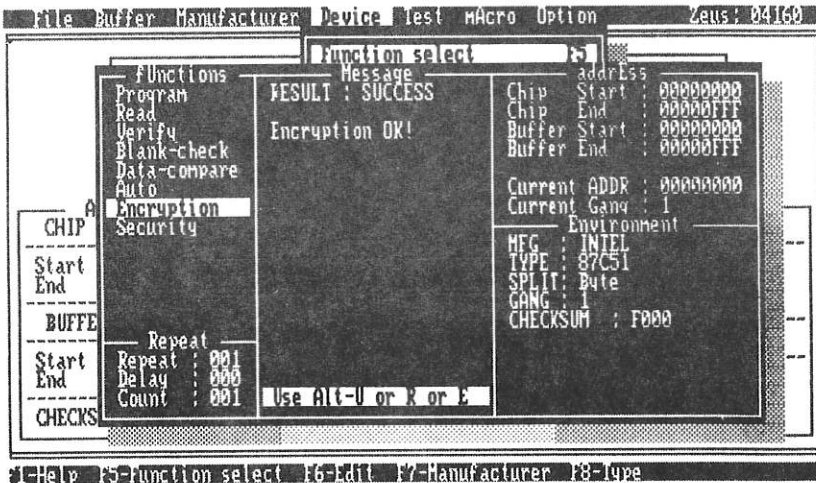 File Buffer Manufacturer Device Test mAcro Option Zeus: 04160
Function select F5
fUnctions
Program
Read
Verify
Blank-check
Data-compare
Auto
Encryption
Security
Repeat
Repeat : 001
Delay : 000
Count : 001
Message
RESULT : SUCCESS
Encryption OK!
Use Alt-U or R or E
addrEss
Chip Start : 00000000
Chip End : 00000FFF
Buffer Start : 00000000
Buffer End : 00000FFF
Current ADDR : 00000000
Current Gang : 1
Environment
MFG : INTEL
TYPE : 87C51
SPLIT: Byte
GANG : 1
CHECKSUM : F000
A
CHIP
Start
End
BUFFE
Start
End
CHECKS
F1-Help F5-Function select F6-Edit F7-Manufacturer F8-Type